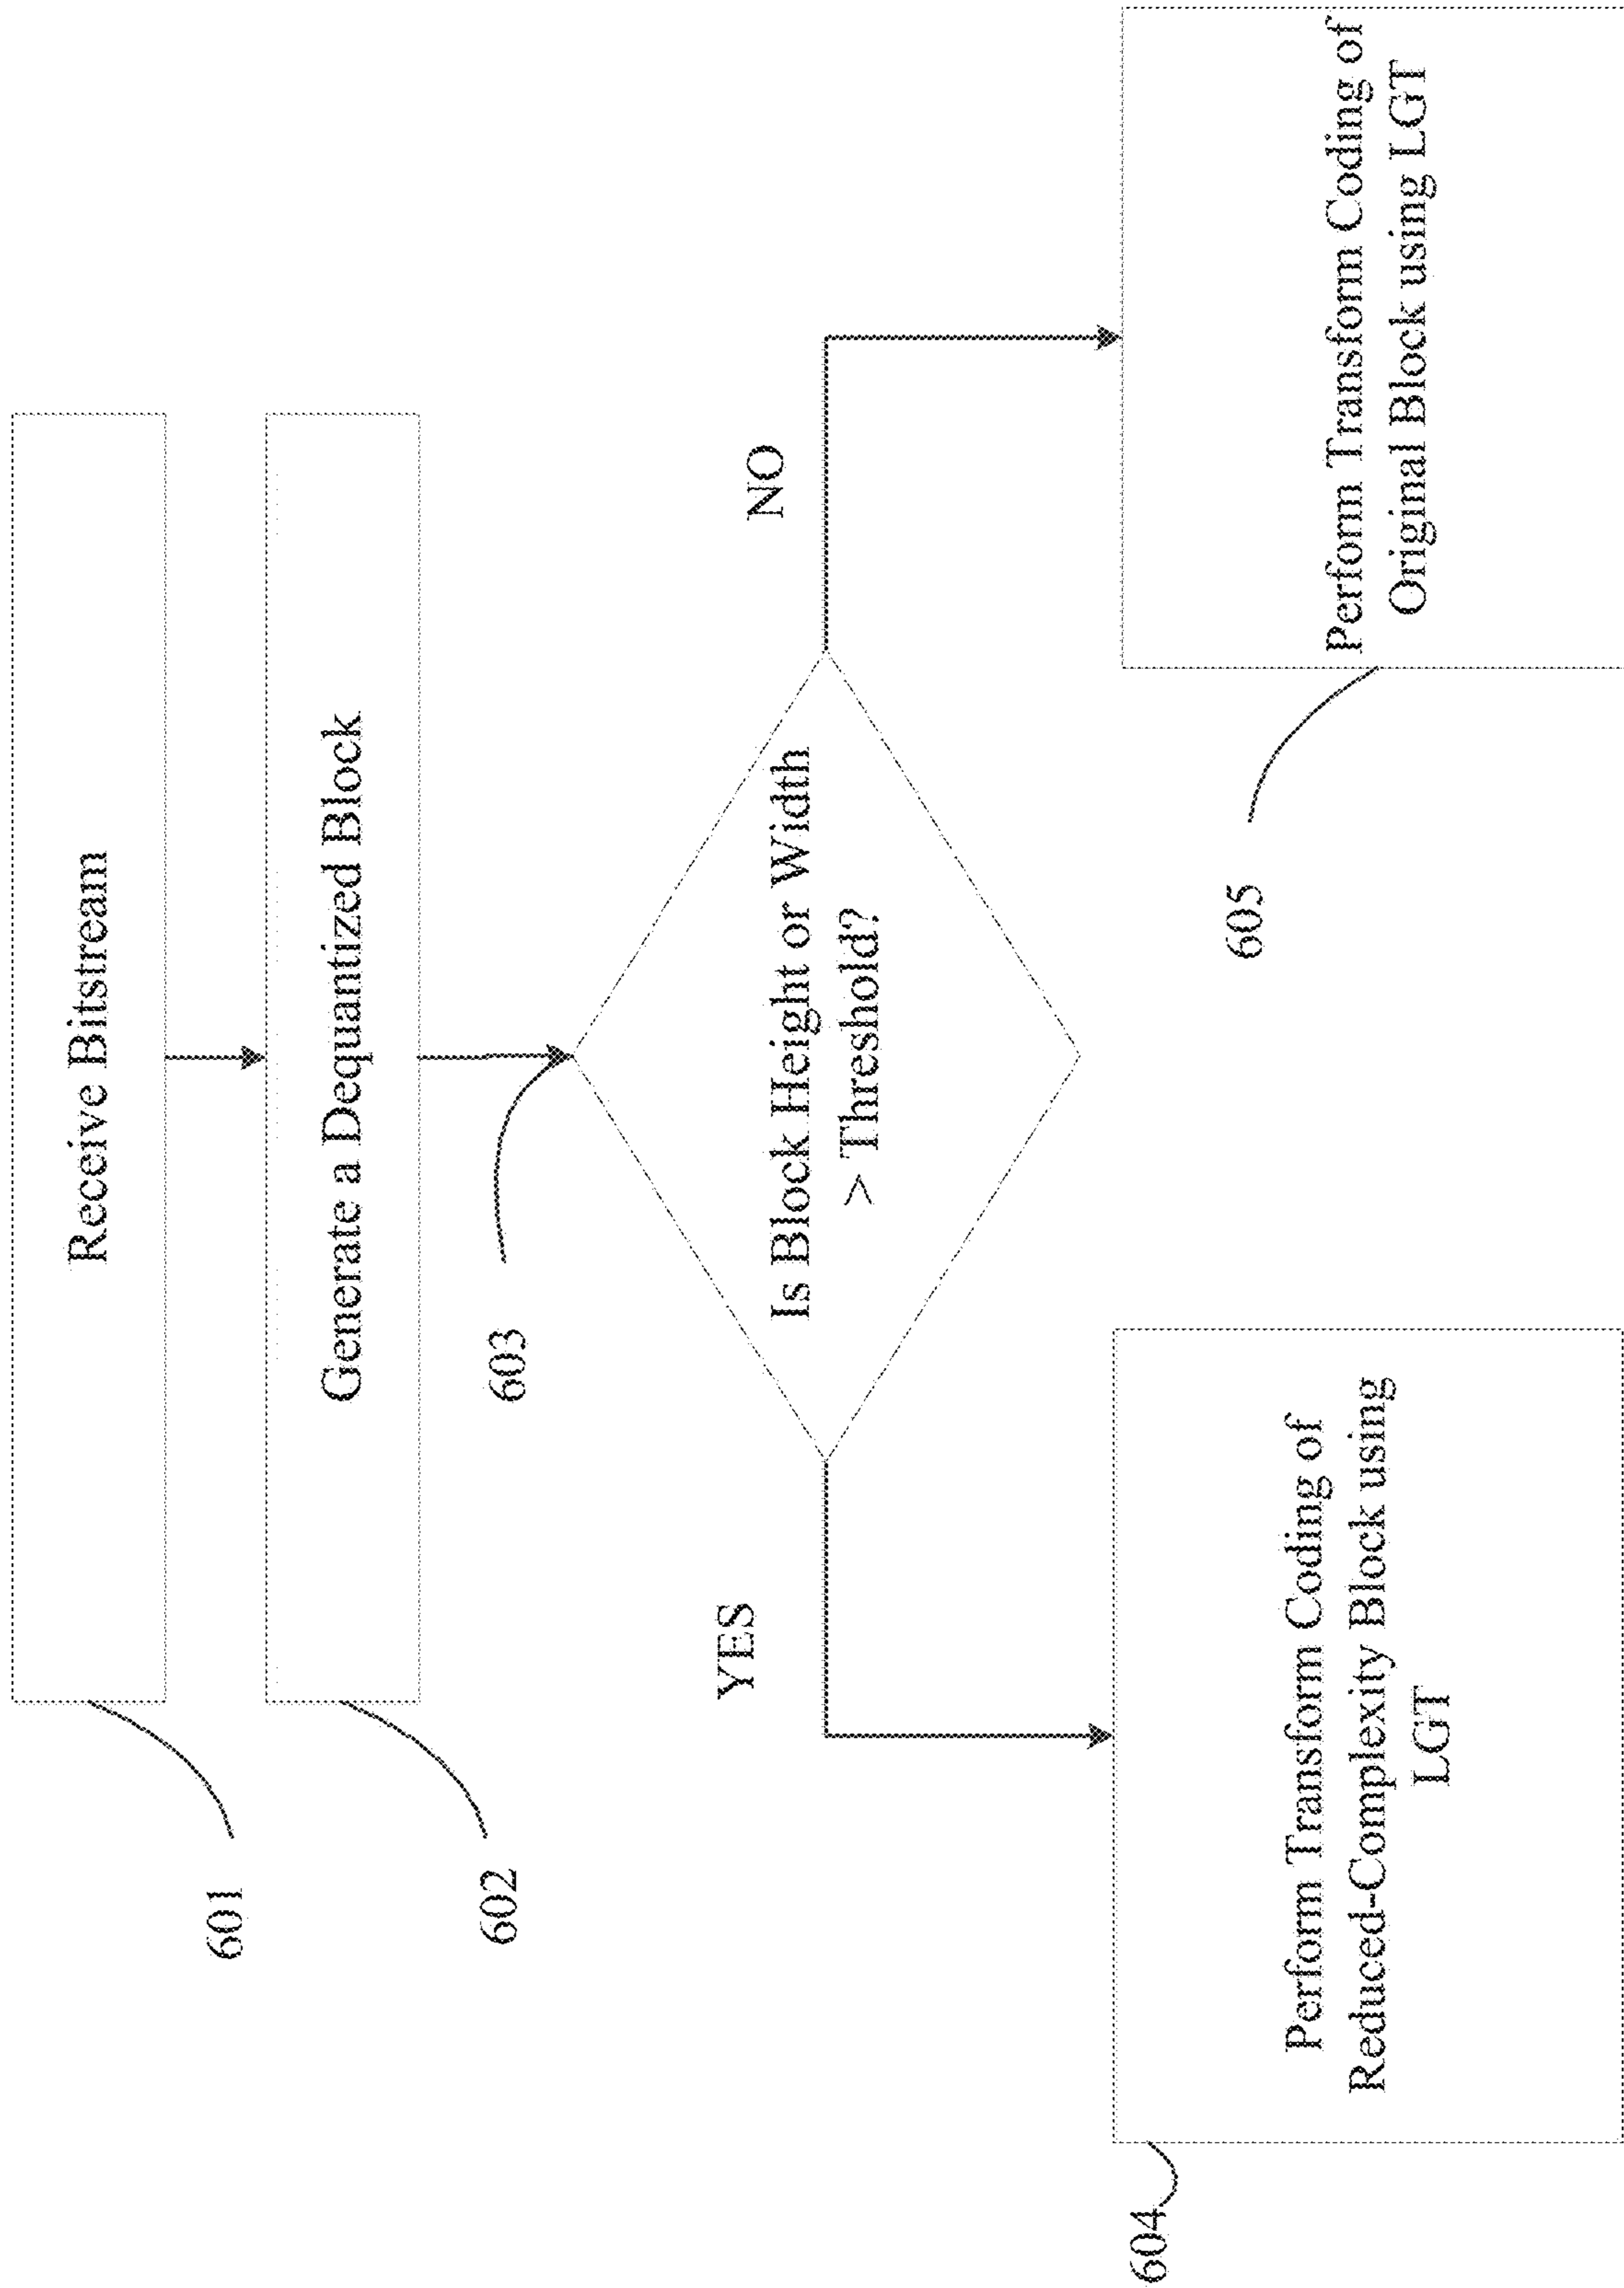 Receive Bitstream
601
Generate a Dequantized Block
602
603
Is Block Height or Width
> Threshold?
YES
NO
Perform Transform Coding of
Reduced-Complexity Block using
LGT
604
Perform Transform Coding of
Original Block using LGT
605